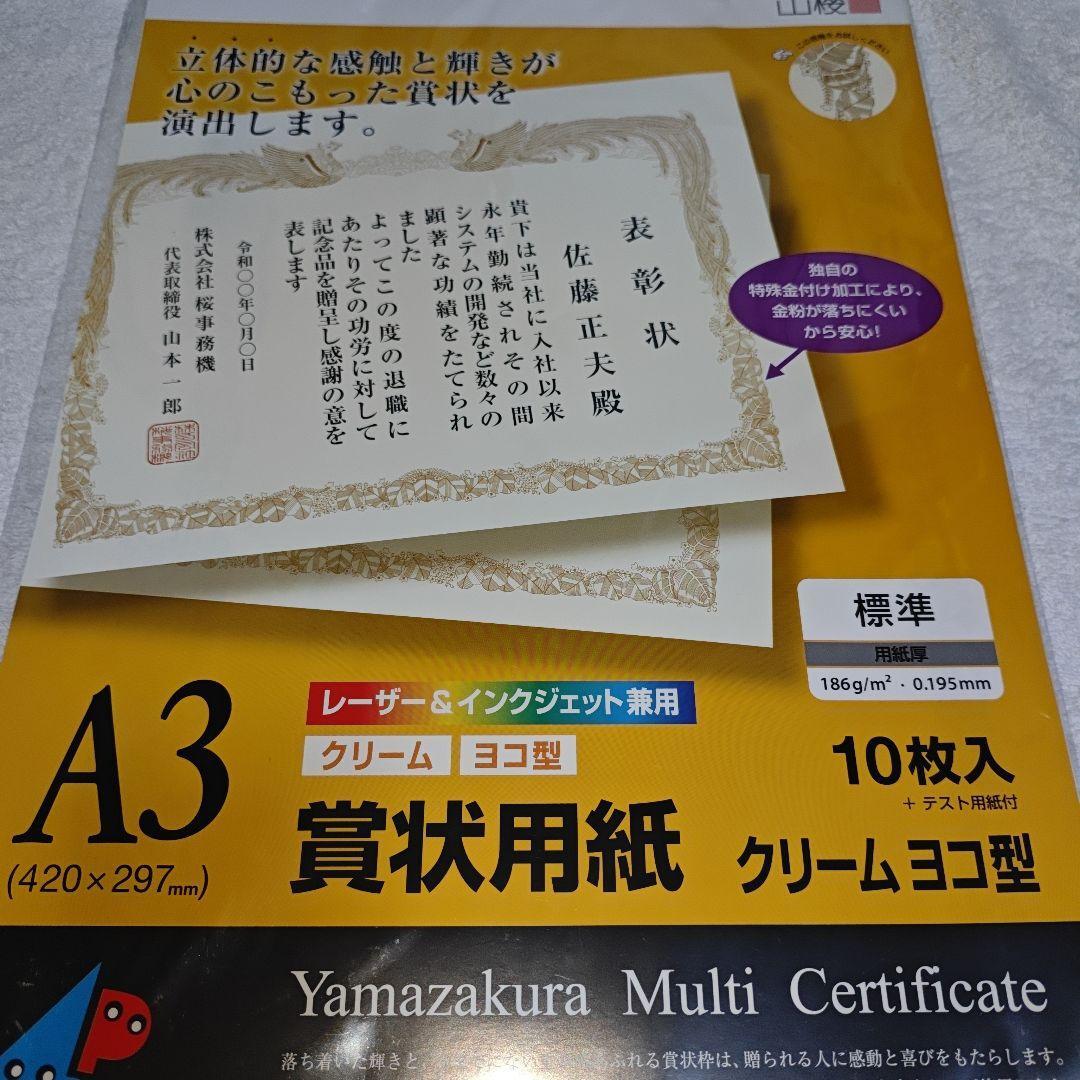 山櫻
立体的な感触と輝きが
心のこもった賞状を
演出します。
この感触をお試しください
表彰状
佐藤正夫殿
貴下は当社に入社以来
永年勤続されその間
システムの開発など数々の
顕著な功績をたてられ
ました
よってこの度の退職に
あたりその功労に対して
記念品を贈呈し感謝の意を
表します
令和〇〇年〇月〇日
株式会社 桜事務機
代表取締役 山本一郎
独自の
特殊金付け加工により、
金粉が落ちにくい
から安心!
標準
用紙厚
186g/m²・0.195mm
A3
(420×297mm)
レーザー&インクジェット兼用
クリーム ヨコ型
賞状用紙
10枚入
+ テスト用紙付
クリーム ヨコ型
Yamazakura Multi Certificate
落ち着いた輝きと
ふれる賞状枠は、贈られる人に感動と喜びをもたらします。